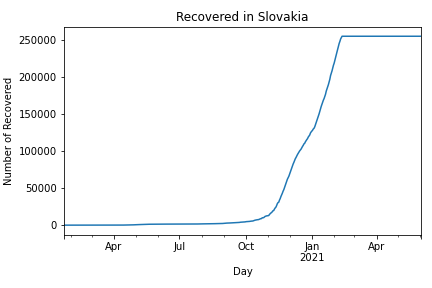 Recovered in Slovakia
Number of Recovered
250000
200000
150000
100000
50000
0
Apr Jul Oct Jan Apr
2021
Day